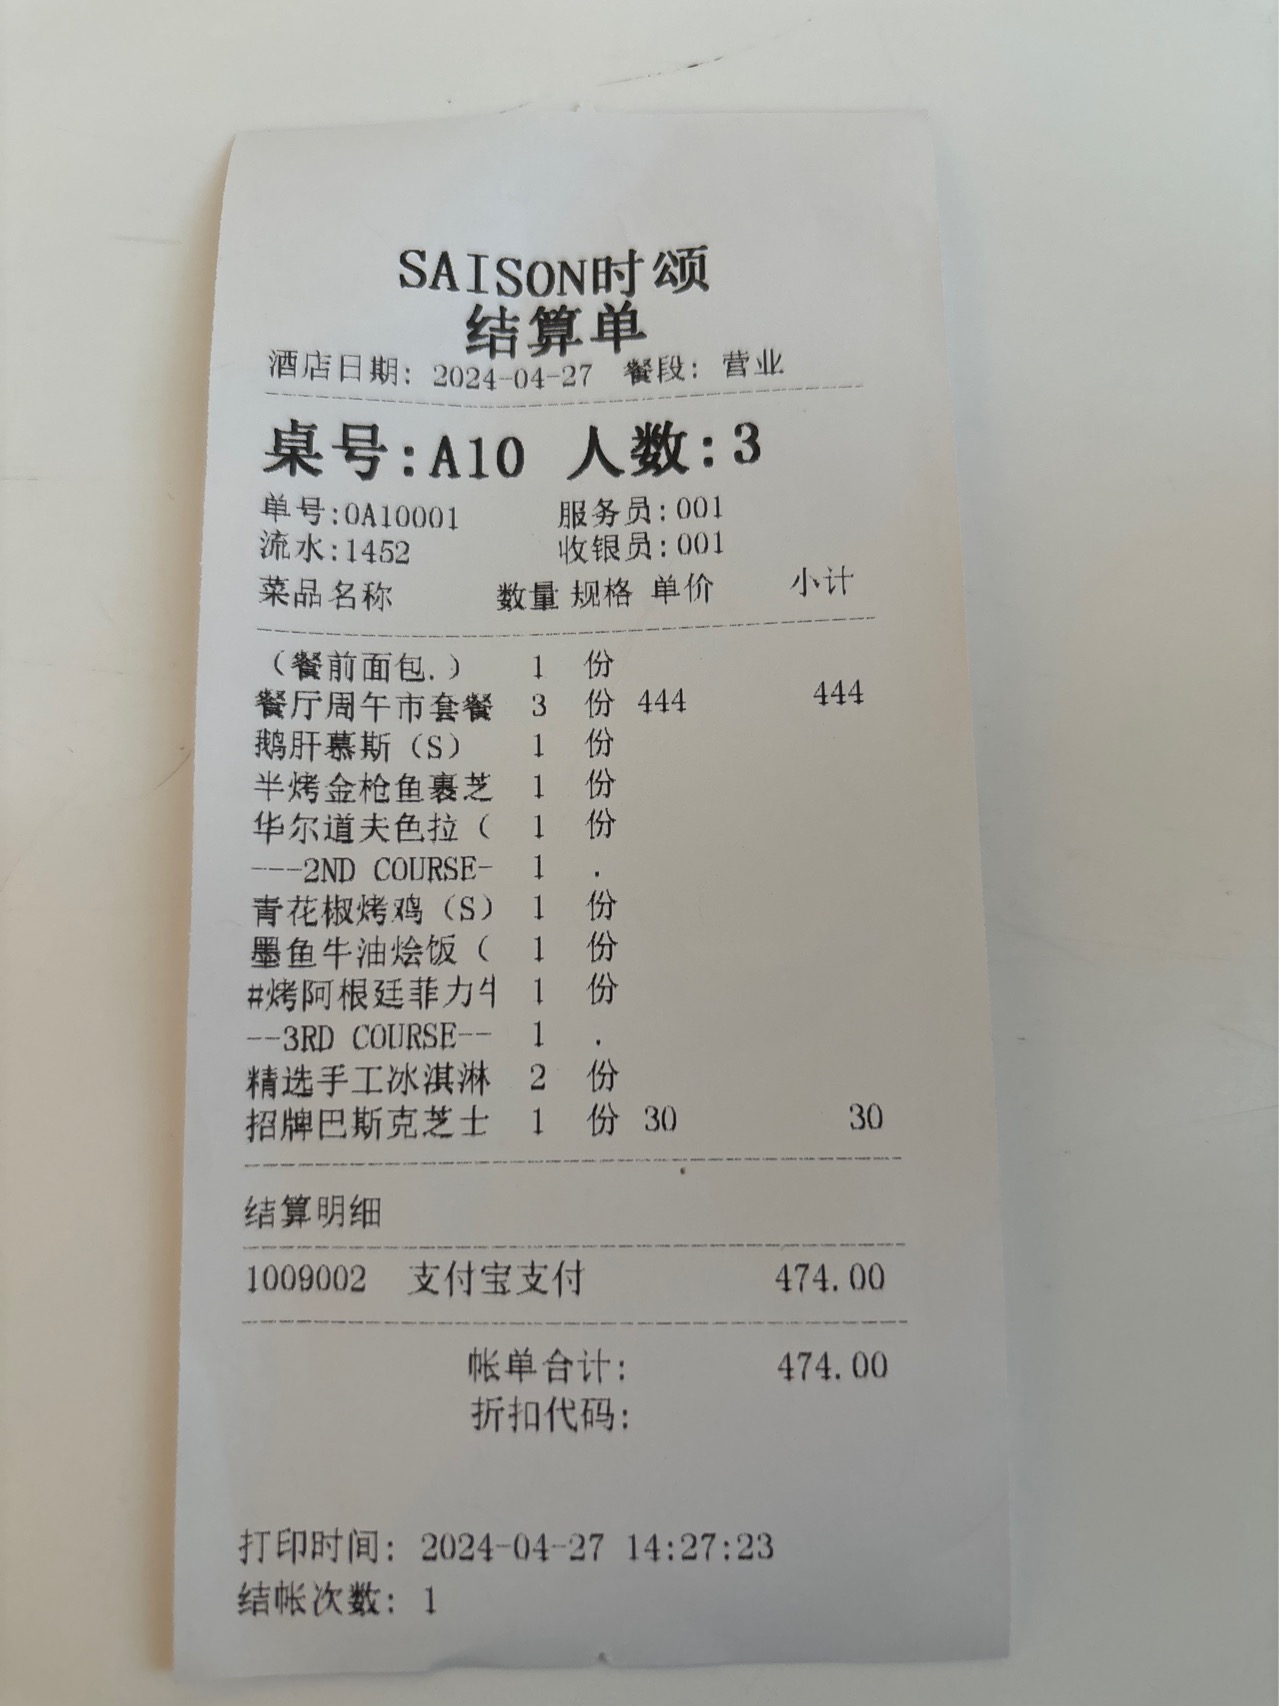 SAISON时颂
结算单
酒店日期: 2024-04-27 餐段: 营业
桌号:A10 人数:3
单号:0A10001 服务员:001
流水:1452 收银员:001
菜品名称 数量 规格 单价 小计
（餐前面包.） 1 份
餐厅周午市套餐 3 份 444 444
鹅肝慕斯（S） 1 份
半烤金枪鱼裹芝 1 份
华尔道夫色拉（ 1 份
---2ND COURSE- 1 .
青花椒烤鸡（S） 1 份
墨鱼牛油烩饭（ 1 份
#烤阿根廷菲力牛 1 份
--3RD COURSE-- 1 .
精选手工冰淇淋 2 份
招牌巴斯克芝士 1 份 30 30
结算明细
1009002 支付宝支付 474.00
帐单合计: 474.00
折扣代码:
打印时间: 2024-04-27 14:27:23
结帐次数: 1